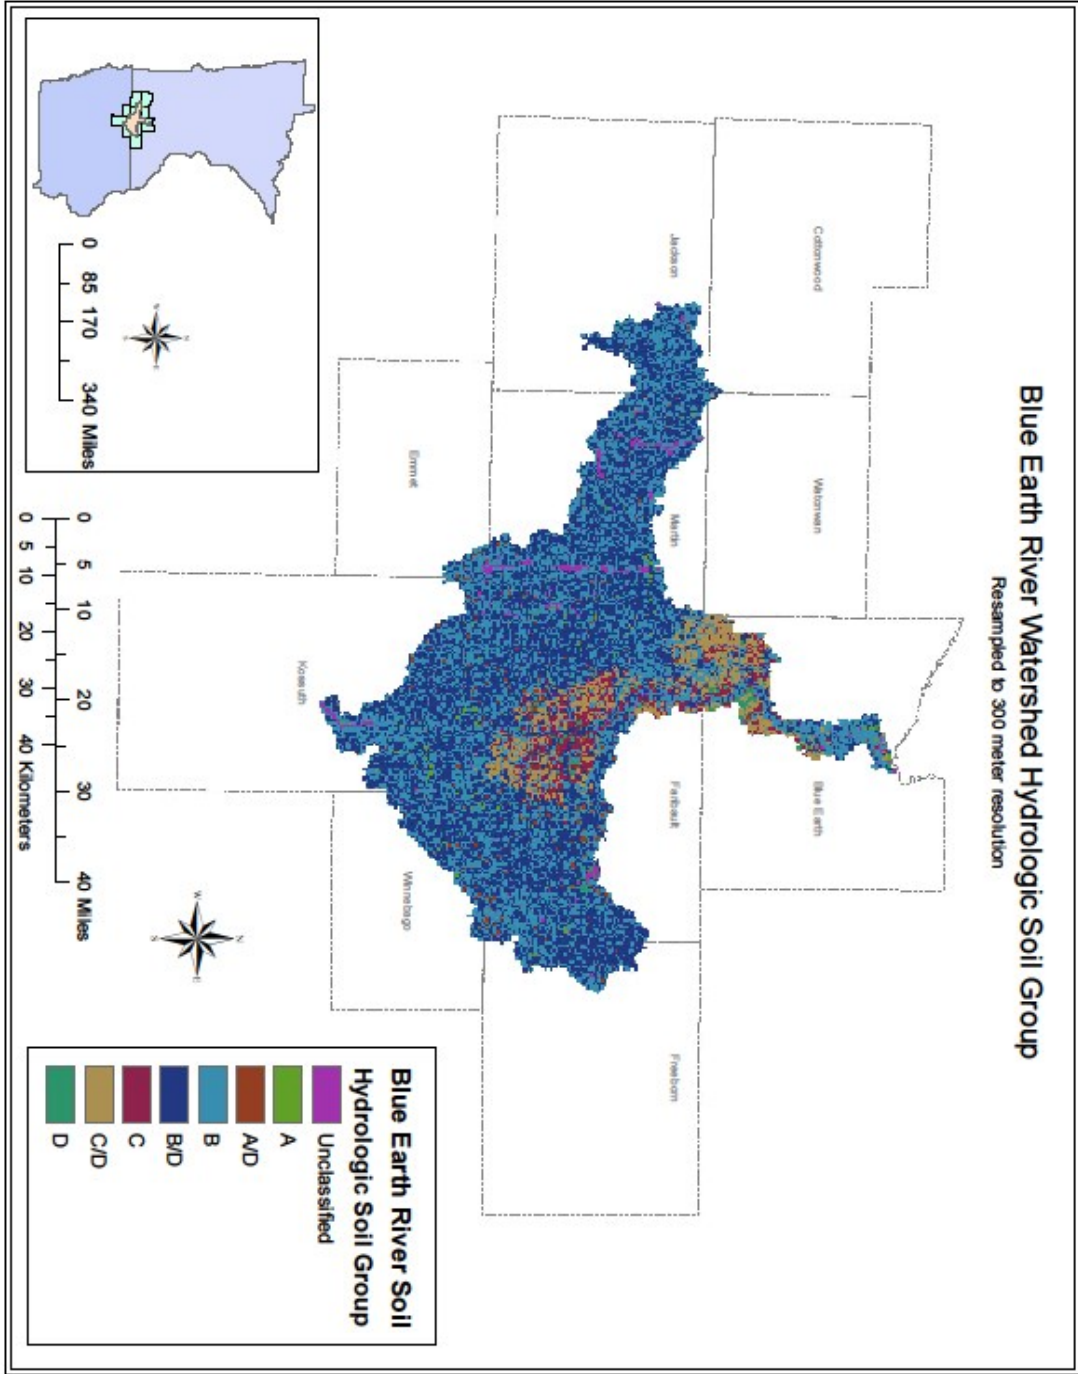 Blue Earth River Watershed Hydrologic Soil Group
Resampled to 300 meter resolution
Cottonwood
Watonwan
Blue Earth
Jackson
Martin
Faribault
Freeborn
Emmet
Winnebago
Kossuth
0 85 170 340 Miles
0 5 10 20 30 40 Miles
0 5 10 20 30 40 Kilometers
Blue Earth River Soil
Hydrologic Soil Group
Unclassified
A
A/D
B
B/D
C
C/D
D